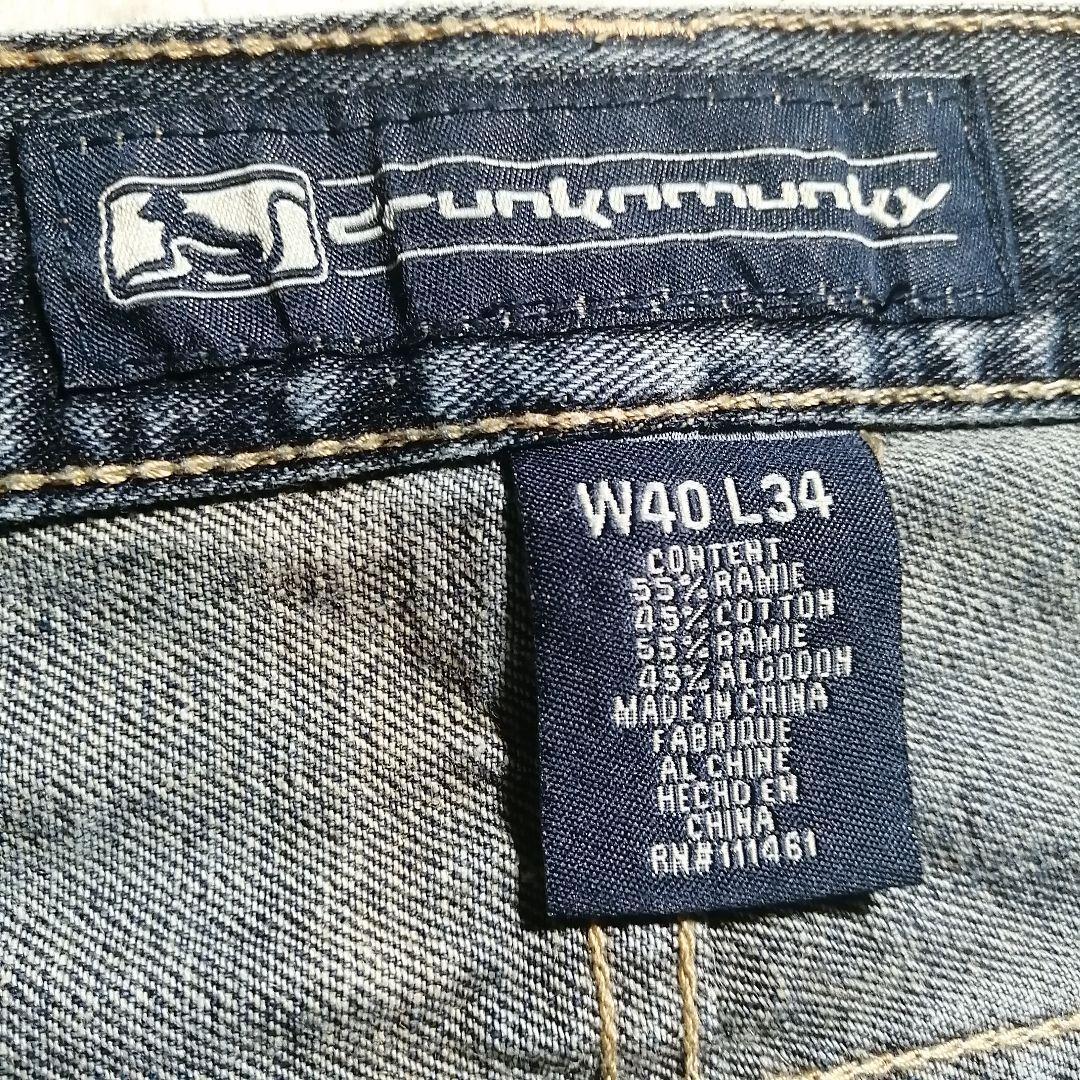 drunknmunky
W40 L34
CONTENT
55% RAMIE
45% COTTON
55% RAMIE
45% ALGODON
MADE IN CHINA
FABRIQUE
AL CHINE
HECHO EN
CHINA
RN#111461